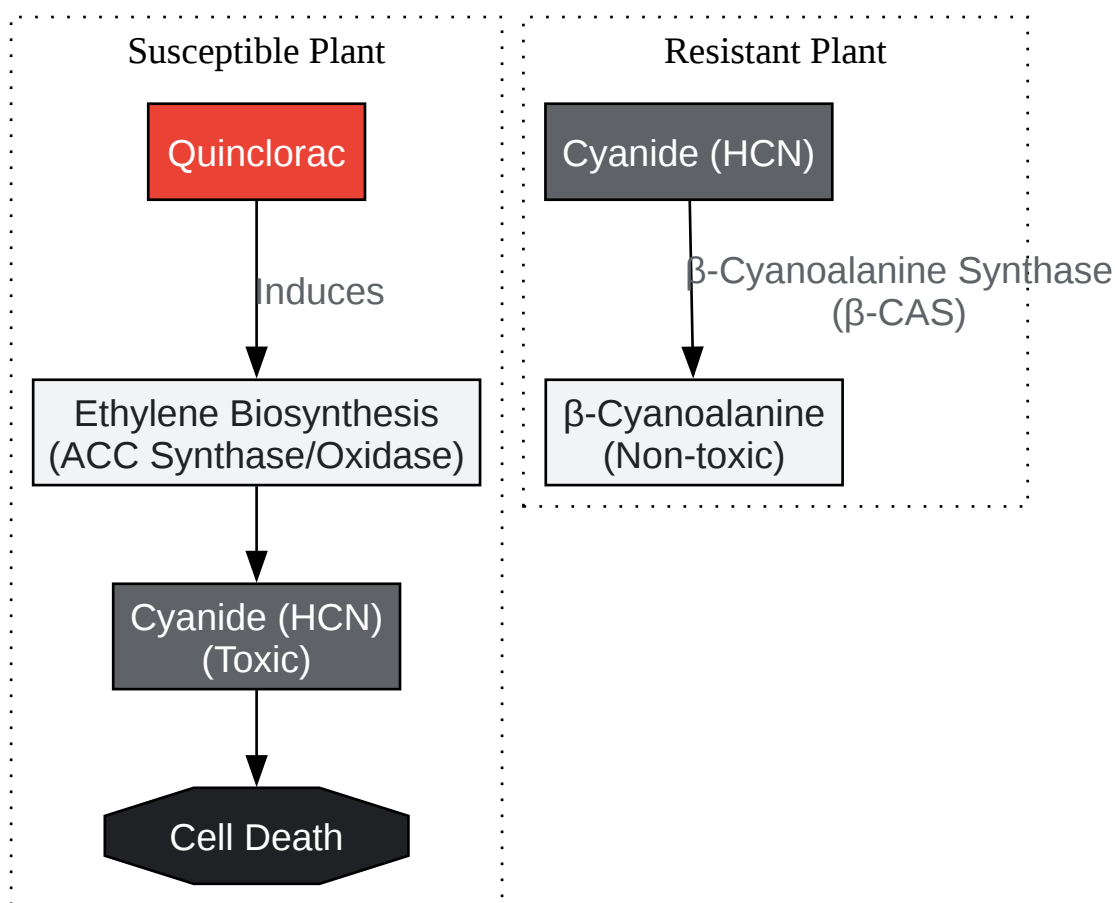 Susceptible Plant
Quinclorac
Induces
Ethylene Biosynthesis
(ACC Synthase/Oxidase)
Cyanide (HCN)
(Toxic)
Cell Death
Resistant Plant
Cyanide (HCN)
β-Cyanoalanine Synthase
(β-CAS)
β-Cyanoalanine
(Non-toxic)